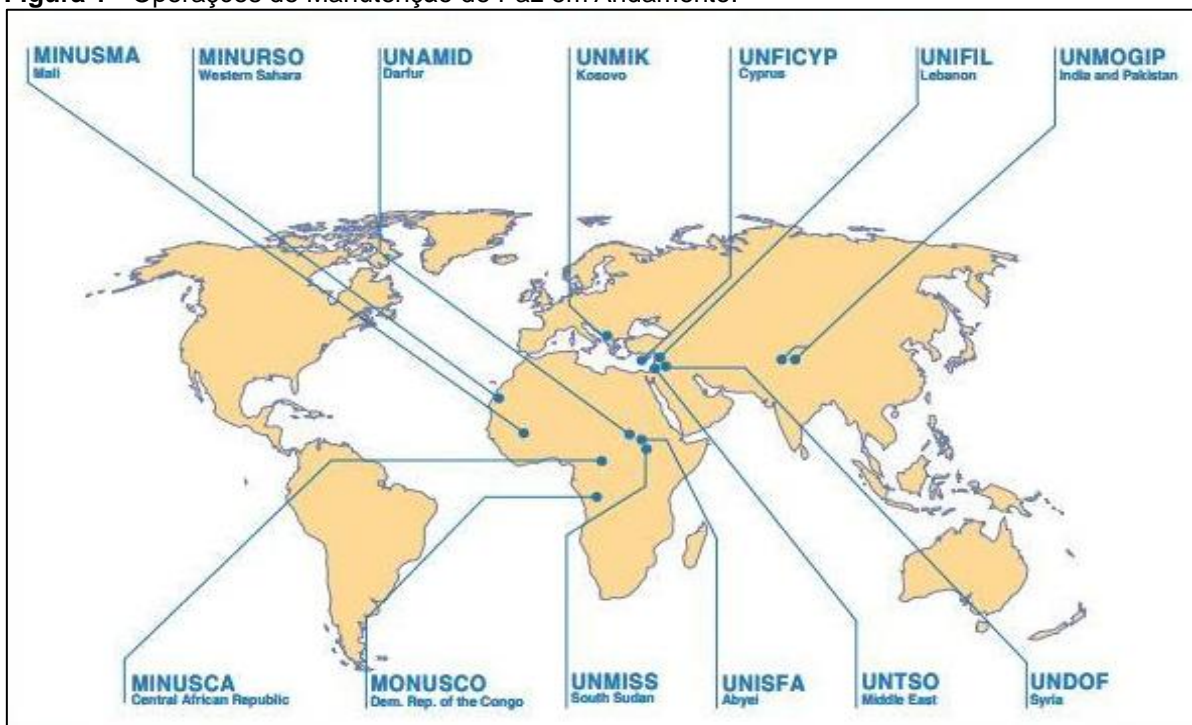 Figura 1 - Operações de Manutenção de Paz em Andamento.
MINUSMA
Mali
MINURSO
Western Sahara
UNAMID
Darfur
UNMIK
Kosovo
UNFICYP
Cyprus
UNIFIL
Lebanon
UNMOGIP
India and Pakistan
MINUSCA
Central African Republic
MONUSCO
Dem. Rep. of the Congo
UNMISS
South Sudan
UNISFA
Abyei
UNTSO
Middle East
UNDOF
Syria